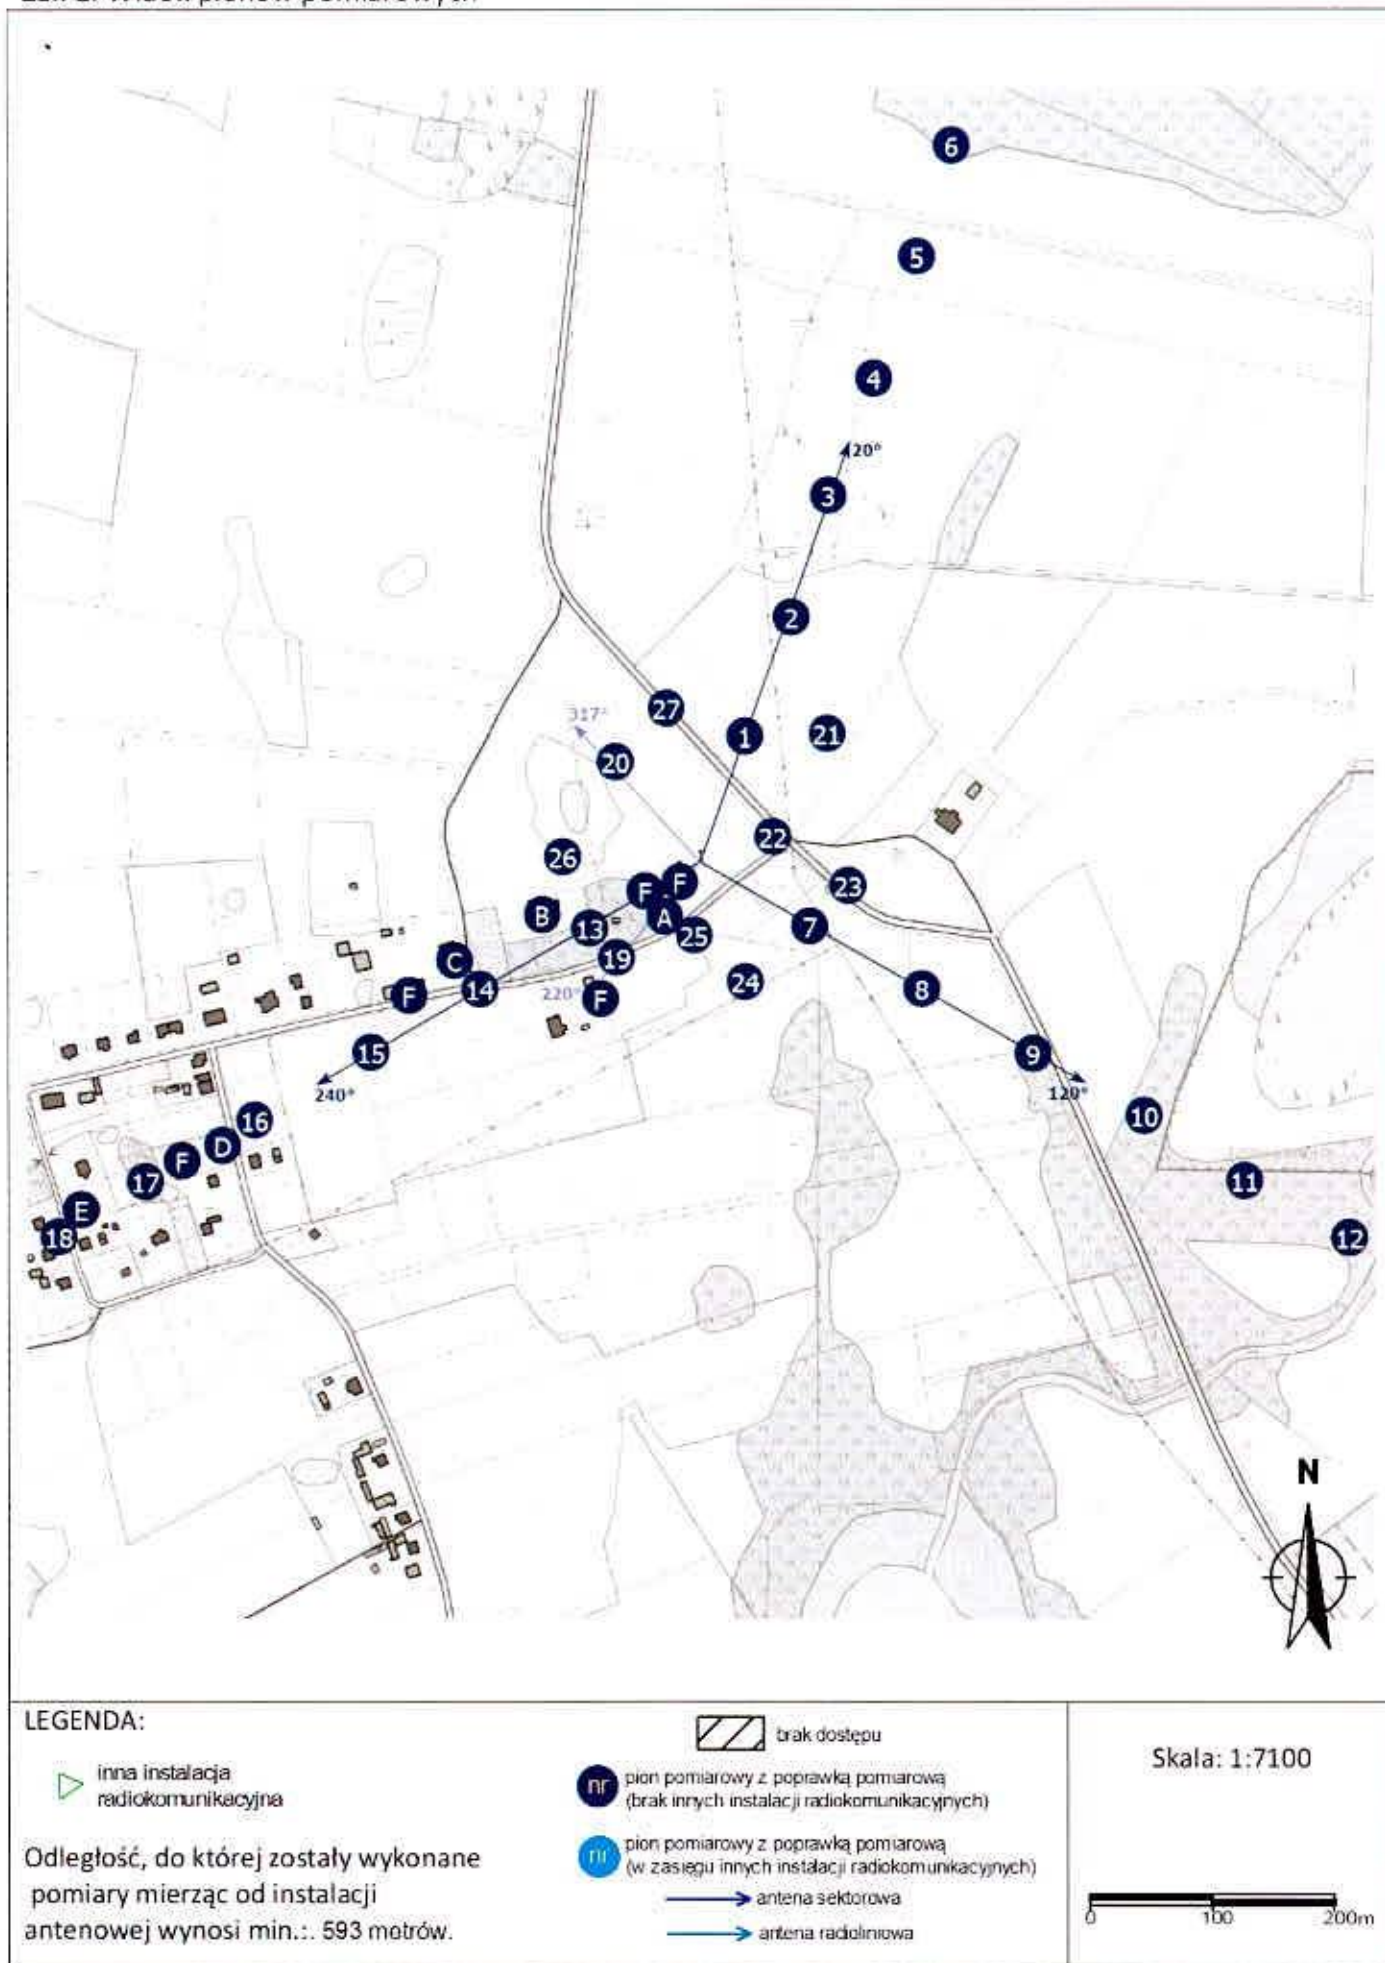 6
5
4
20°
3
2
27
1
21
317°
20
22
26
23
F
F
B
A
13
7
25
C
19
24
14
8
F
220°
F
15
9
240°
120°
10
16
D
F
17
11
E
18
12
N
LEGENDA:
inna instalacja
radiokomunikacyjna
Odległość, do której zostały wykonane
pomiary mierząc od instalacji
antenowej wynosi min.:. 593 metrów.
brak dostępu
nr
pion pomiarowy z poprawką pomiarową
(brak innych instalacji radiokomunikacyjnych)
nr
pion pomiarowy z poprawką pomiarową
(w zasięgu innych instalacji radiokomunikacyjnych)
antena sektorowa
antena radioliniowa
Skala: 1:7100
0 100 200m